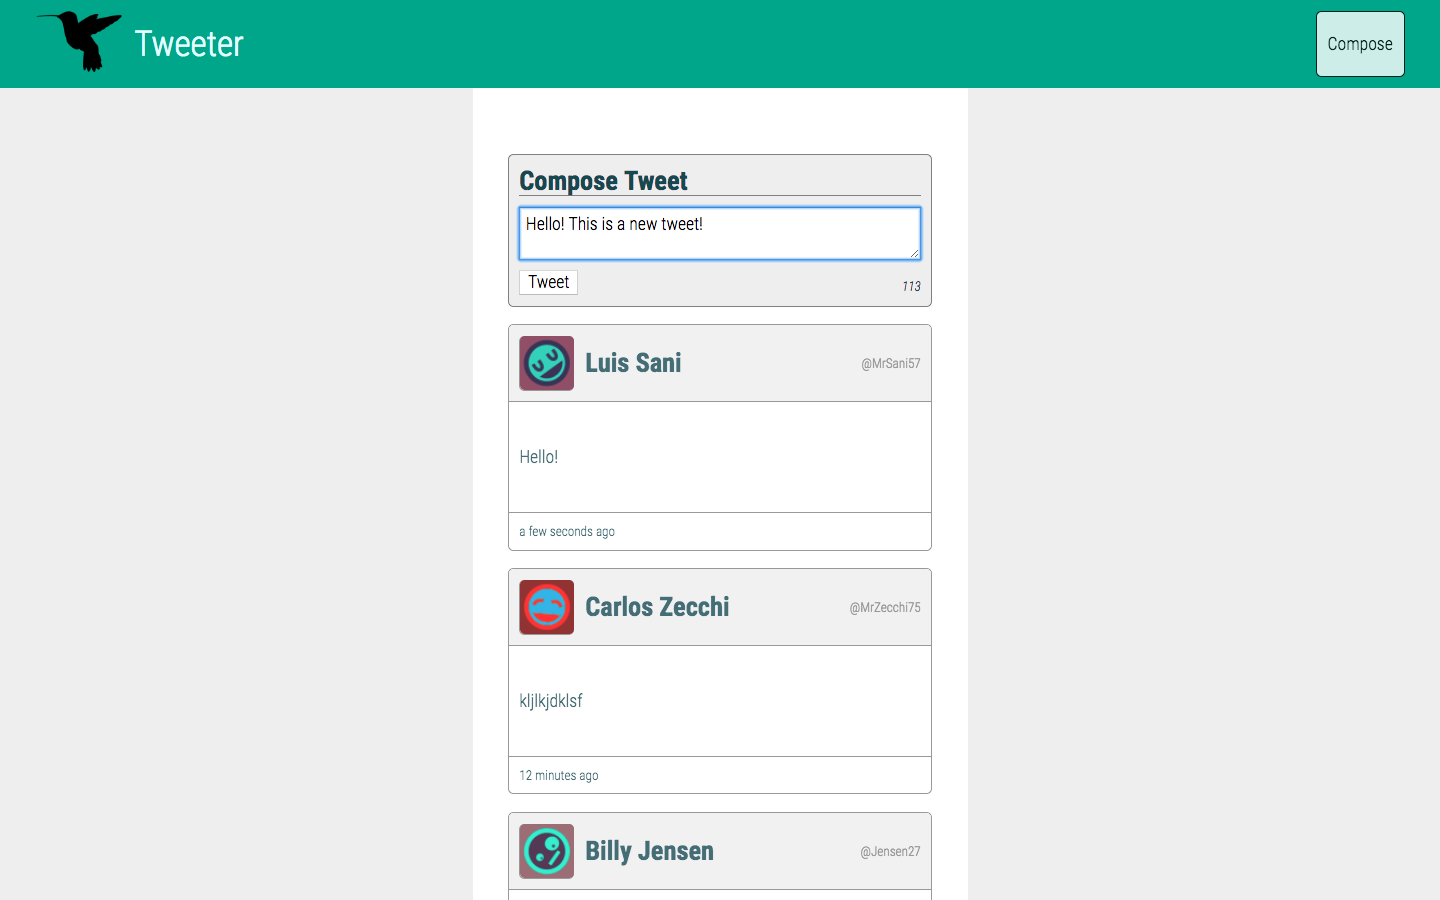 Tweeter
Compose
Compose Tweet
Hello! This is a new tweet!
Tweet
113
Luis Sani
@MrSani57
Hello!
a few seconds ago
Carlos Zecchi
@MrZecchi75
kljlkjdklsf
12 minutes ago
Billy Jensen
@Jensen27